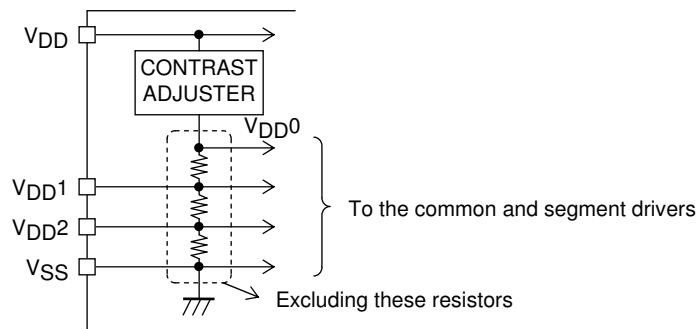 VDD
CONTRAST
ADJUSTER
VDD0
VDD1
VDD2
VSS
To the common and segment drivers
Excluding these resistors